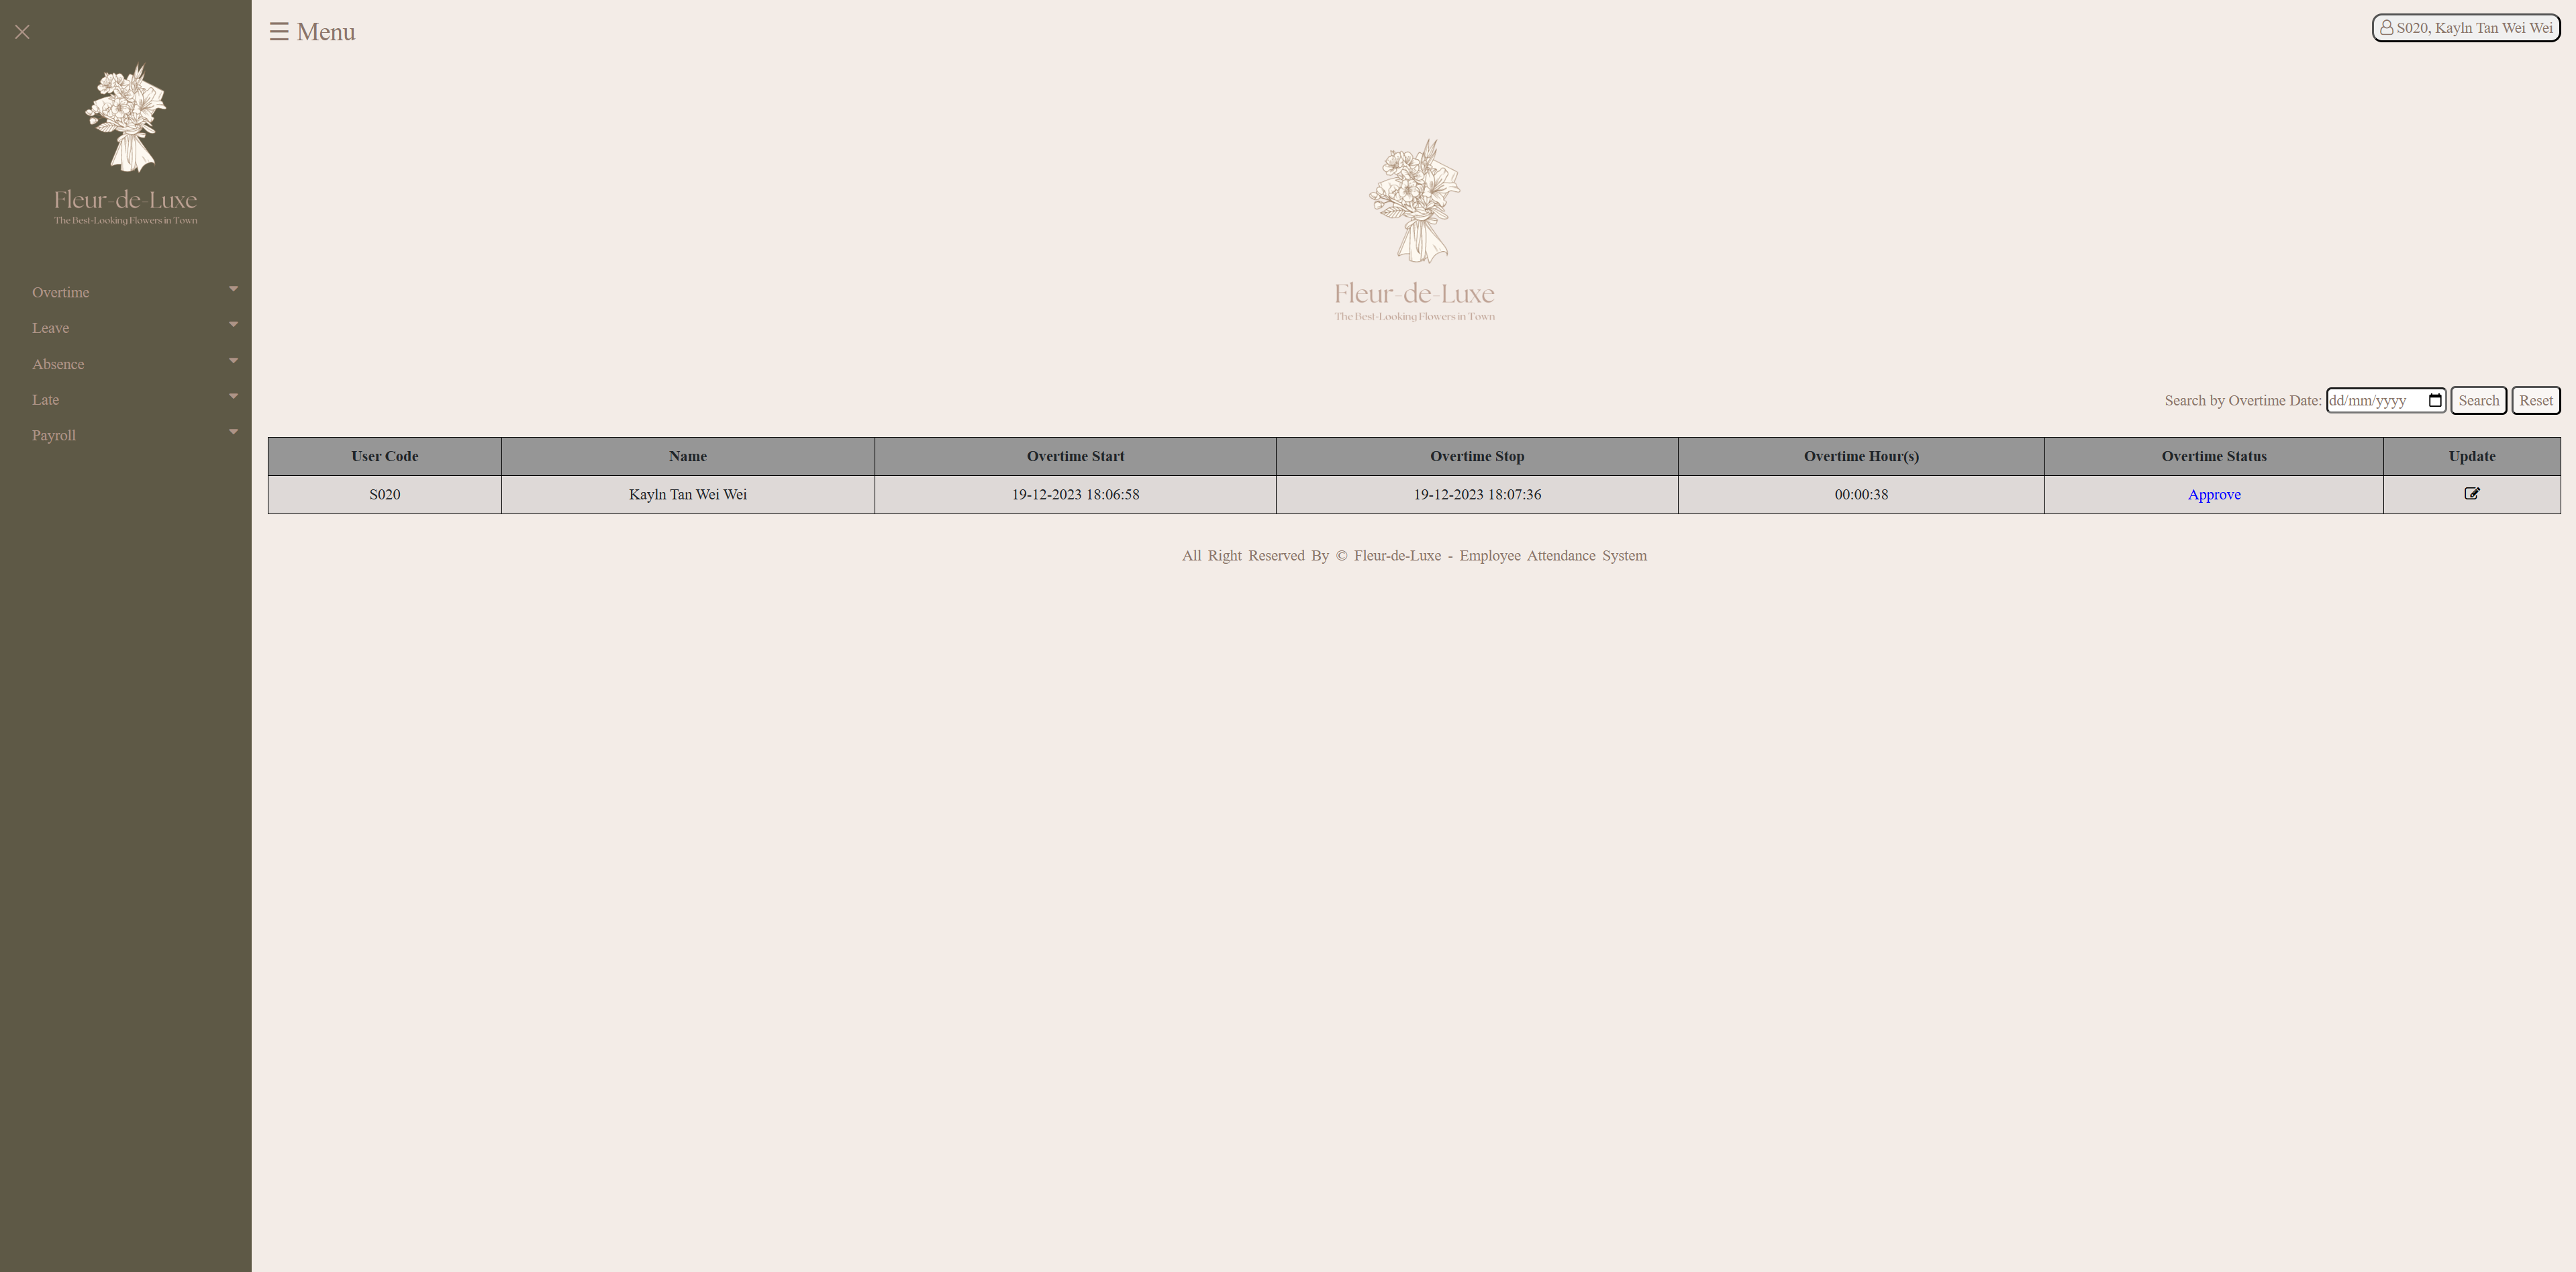 Fleur-de-Luxe
The Best-Looking Flowers in Town
Overtime
Leave
Absence
Late
Payroll
☰ Menu
S020, Kayln Tan Wei Wei
Fleur-de-Luxe
The Best-Looking Flowers in Town
Search by Overtime Date: dd/mm/yyyy Search Reset
User Code Name Overtime Start Overtime Stop Overtime Hour(s) Overtime Status Update
S020 Kayln Tan Wei Wei 19-12-2023 18:06:58 19-12-2023 18:07:36 00:00:38 Approve
All Right Reserved By © Fleur-de-Luxe - Employee Attendance System